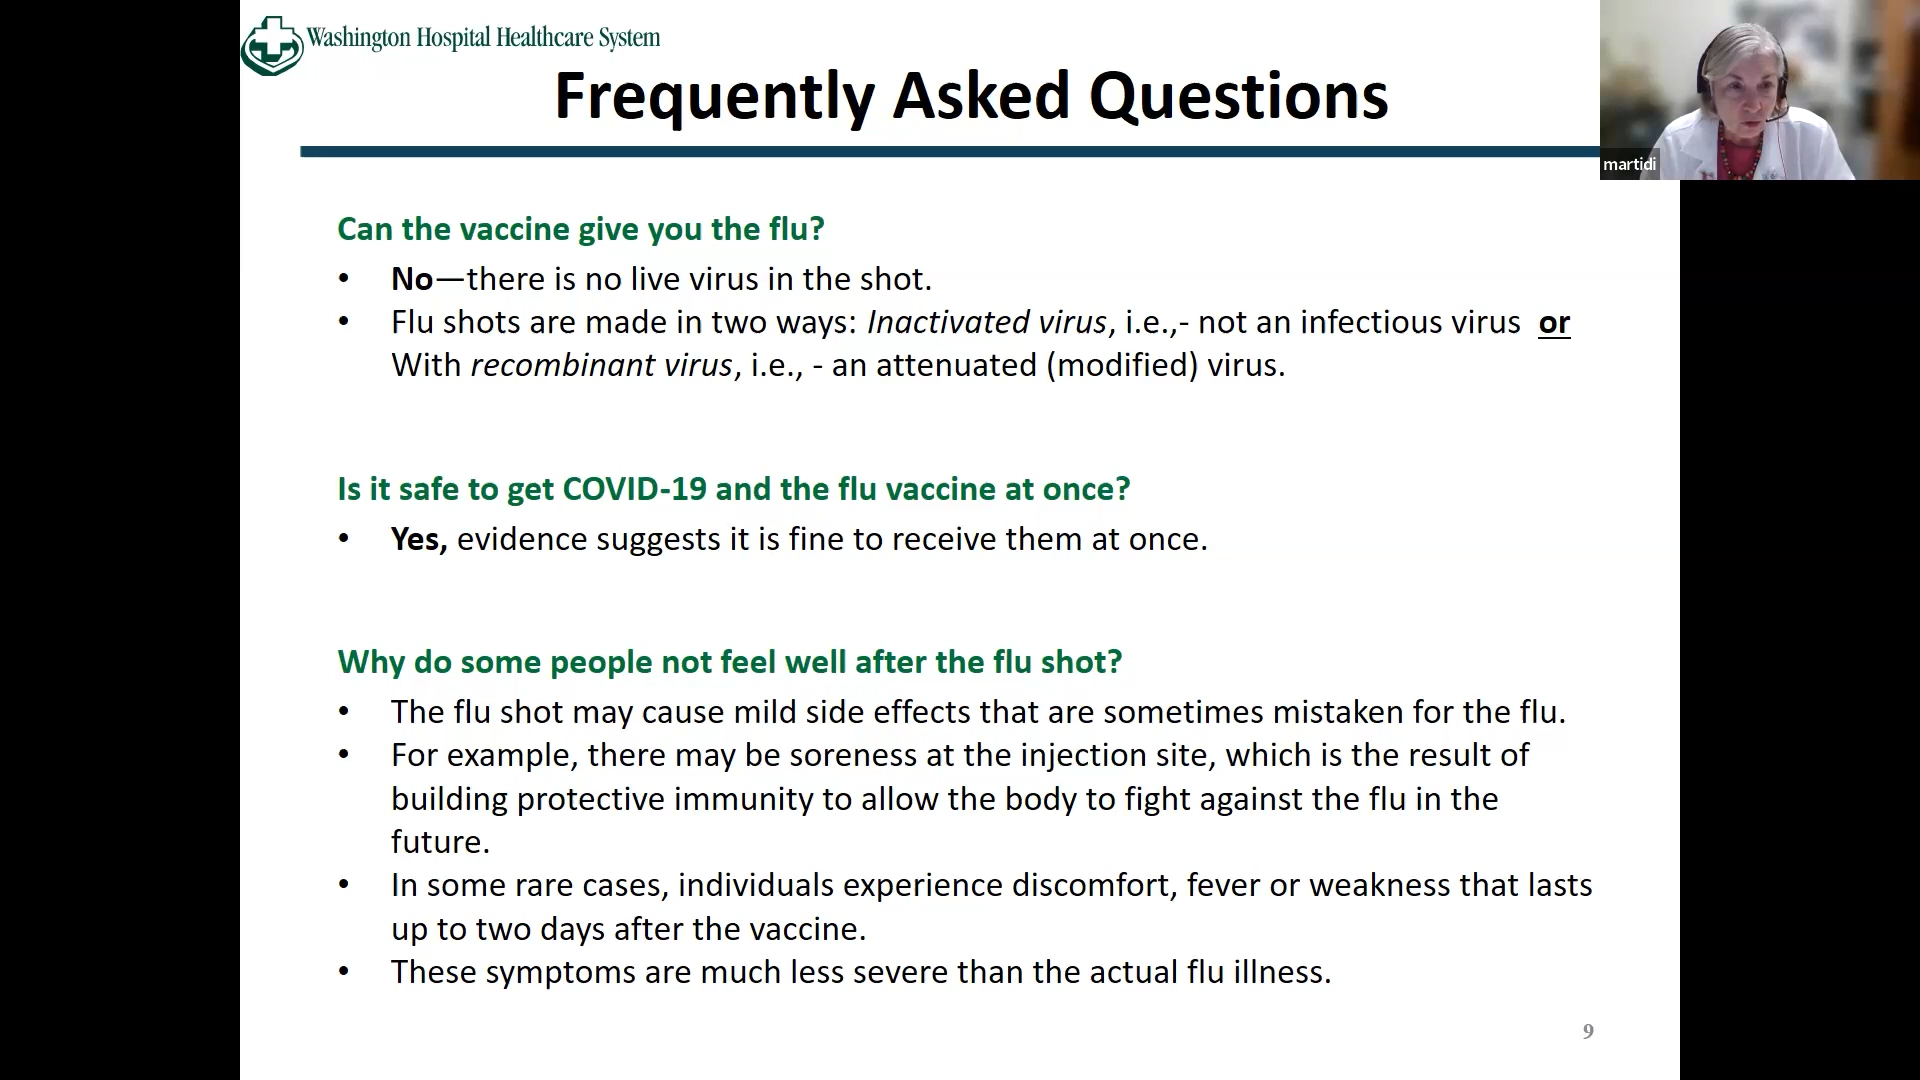 Washington Hospital Healthcare System
Frequently Asked Questions
martidi
Can the vaccine give you the flu?
• No—there is no live virus in the shot.
• Flu shots are made in two ways: Inactivated virus, i.e.,- not an infectious virus or
With recombinant virus, i.e., - an attenuated (modified) virus.
Is it safe to get COVID-19 and the flu vaccine at once?
• Yes, evidence suggests it is fine to receive them at once.
Why do some people not feel well after the flu shot?
• The flu shot may cause mild side effects that are sometimes mistaken for the flu.
• For example, there may be soreness at the injection site, which is the result of
building protective immunity to allow the body to fight against the flu in the
future.
• In some rare cases, individuals experience discomfort, fever or weakness that lasts
up to two days after the vaccine.
• These symptoms are much less severe than the actual flu illness.
9